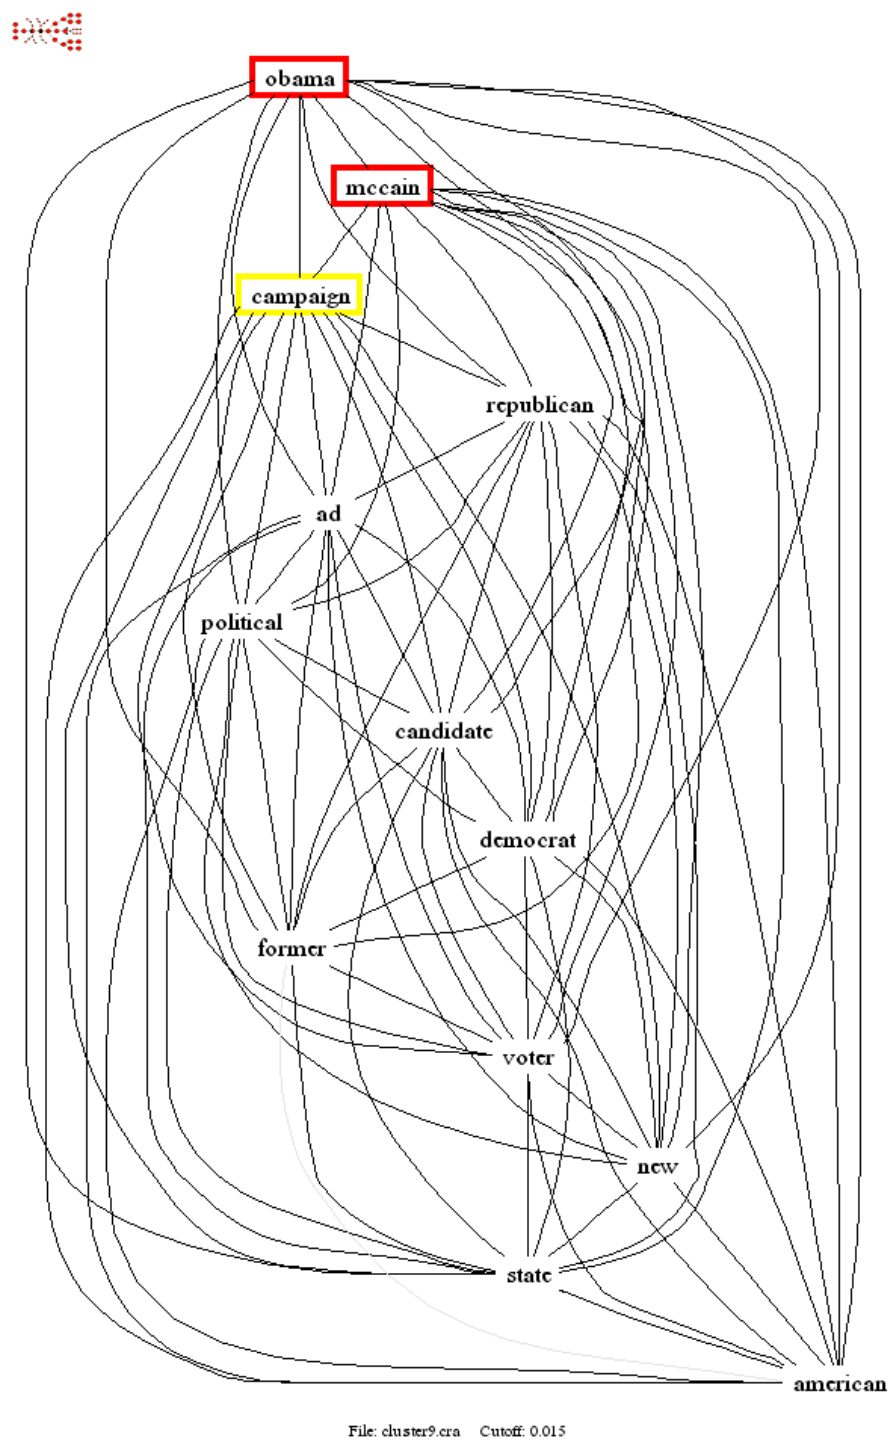 obama
mccain
campaign
republican
ad
political
candidate
democrat
former
voter
new
state
american
File: cluster9.cra Cutoff: 0.015